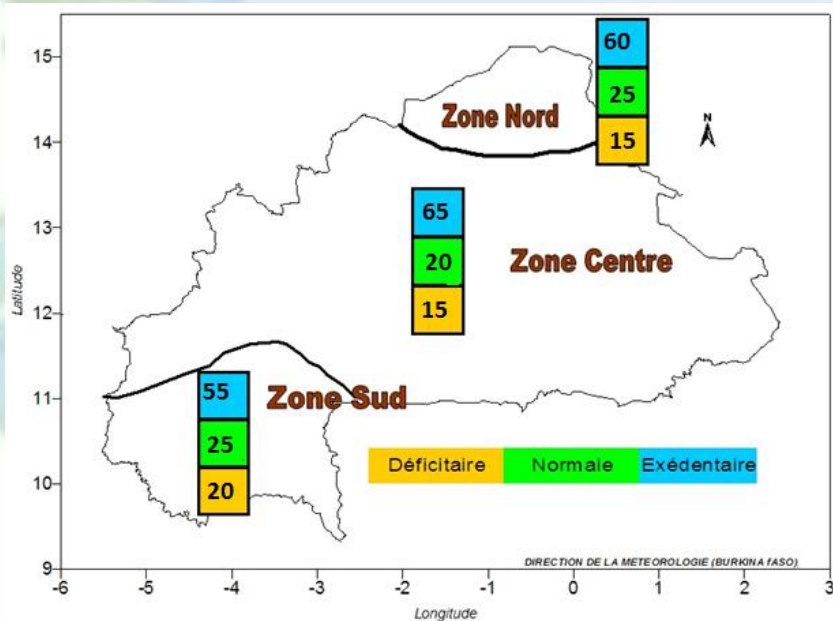 15
60
25
15
N
Zone Nord
14
13
65
20
15
Zone Centre
Latitude
12
11
55
25
20
Zone Sud
Déficitaire
Normale
Exédentaire
10
9
DIRECTION DE LA METEOROLOGIE (BURKINA fASO)
-6 -5 -4 -3 -2 -1 0 1 2 3
Longitude